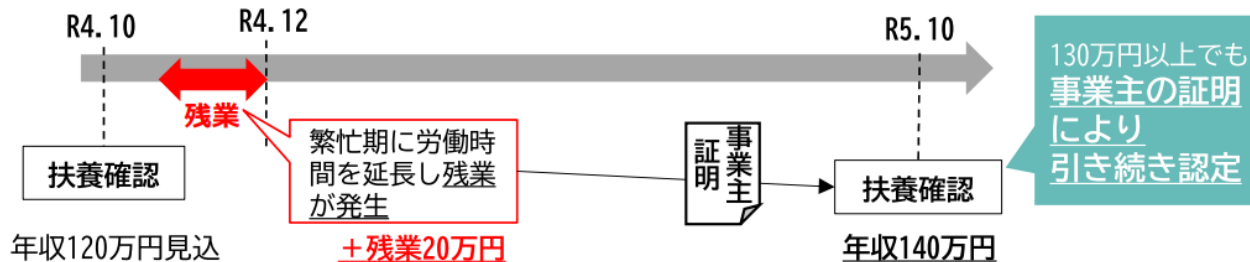 R4.10
R4.12
R5.10
残業
繁忙期に労働時
間を延長し残業
が発生
事業主
証明
130万円以上でも
事業主の証明
により
引き続き認定
扶養確認
扶養確認
年収120万円見込
＋残業20万円
年収140万円